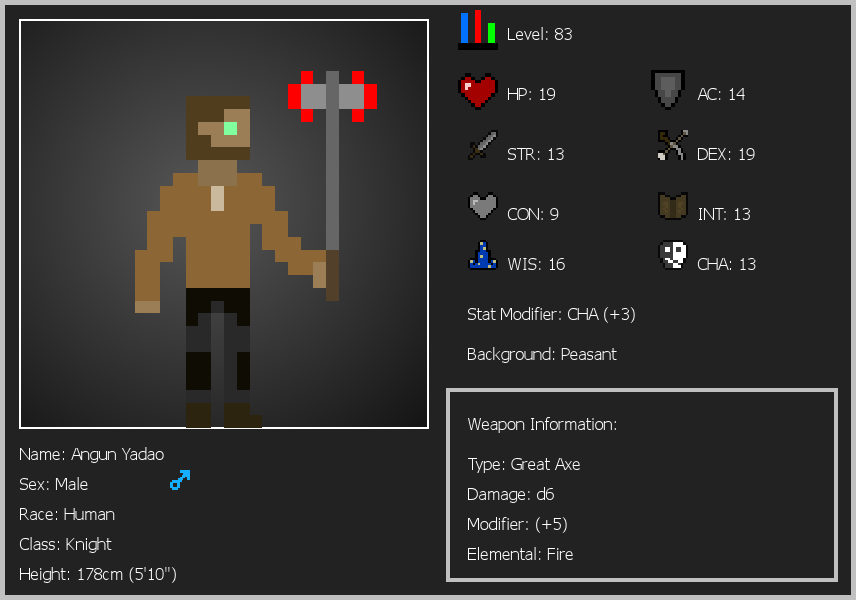 Level: 83
HP: 19
AC: 14
STR: 13
DEX: 19
CON: 9
INT: 13
WIS: 16
CHA: 13
Stat Modifier: CHA (+3)
Background: Peasant
Weapon Information:
Type: Great Axe
Damage: d6
Modifier: (+5)
Elemental: Fire
Name: Angun Yadao
Sex: Male
Race: Human
Class: Knight
Height: 178cm (5'10")